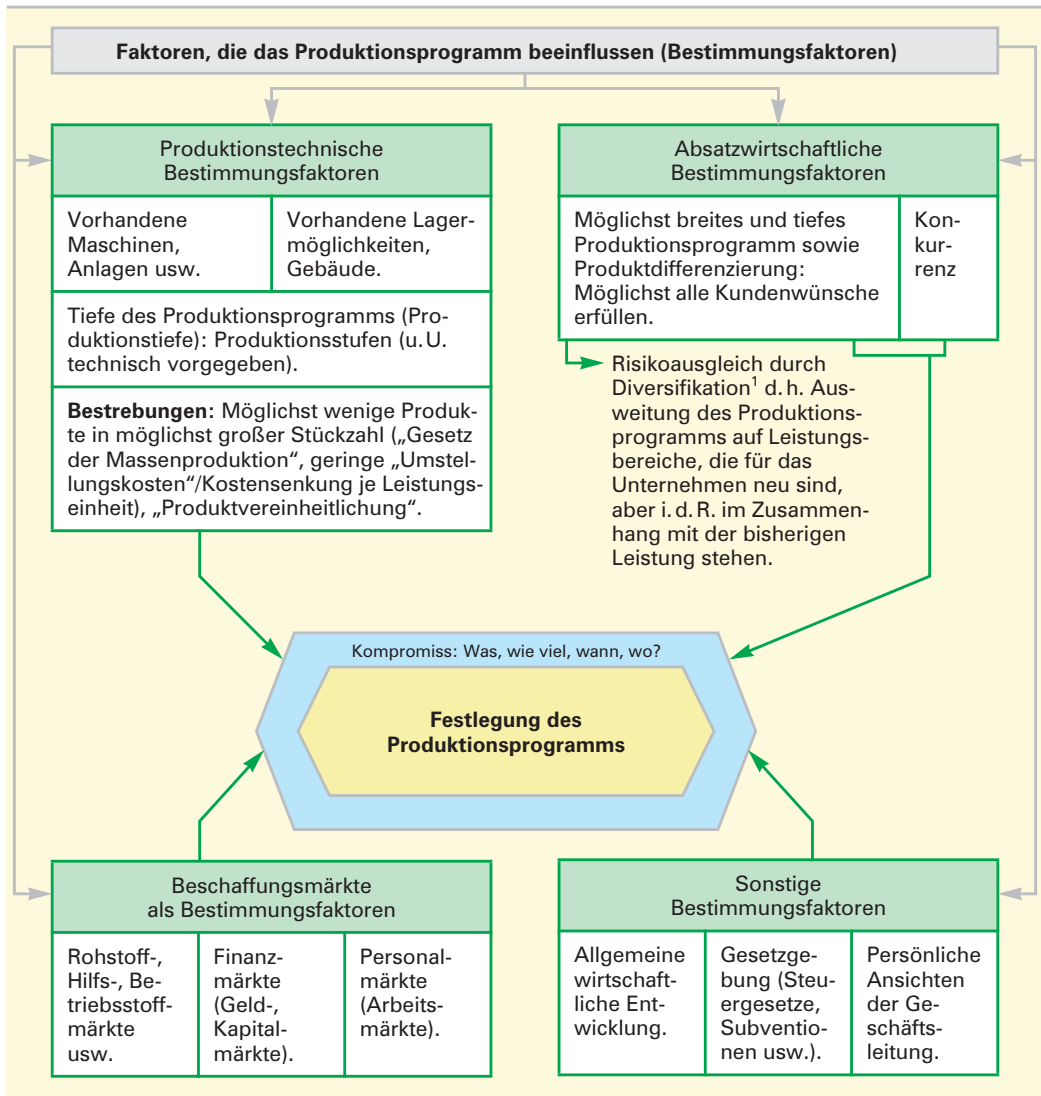 Faktoren, die das Produktionsprogramm beeinflussen (Bestimmungsfaktoren)
Produktionstechnische
Bestimmungsfaktoren
Vorhandene
Maschinen,
Anlagen usw.
Vorhandene Lager-
möglichkeiten,
Gebäude.
Tiefe des Produktionsprogramms (Pro-
duktionstiefe): Produktionsstufen (u. U.
technisch vorgegeben).
Bestrebungen: Möglichst wenige Produk-
te in möglichst großer Stückzahl („Gesetz
der Massenproduktion“, geringe „Umstel-
lungskosten“/Kostensenkung je Leistungs-
einheit), „Produktvereinheitlichung“.
Absatzwirtschaftliche
Bestimmungsfaktoren
Möglichst breites und tiefes
Produktionsprogramm sowie
Produktdifferenzierung:
Möglichst alle Kundenwünsche
erfüllen.
Kon-
kur-
renz
Risikoausgleich durch
Diversifikation¹ d. h. Aus-
weitung des Produktions-
programms auf Leistungs-
bereiche, die für das
Unternehmen neu sind,
aber i. d. R. im Zusammen-
hang mit der bisherigen
Leistung stehen.
Kompromiss: Was, wie viel, wann, wo?
Festlegung des
Produktionsprogramms
Beschaffungsmärkte
als Bestimmungsfaktoren
Rohstoff-,
Hilfs-, Be-
triebsstoff-
märkte
usw.
Finanz-
märkte
(Geld-,
Kapital-
märkte).
Personal-
märkte
(Arbeits-
märkte).
Sonstige
Bestimmungsfaktoren
Allgemeine
wirtschaft-
liche Ent-
wicklung.
Gesetzge-
bung (Steu-
ergesetze,
Subventio-
nen usw.).
Persönliche
Ansichten
der Ge-
schäfts-
leitung.